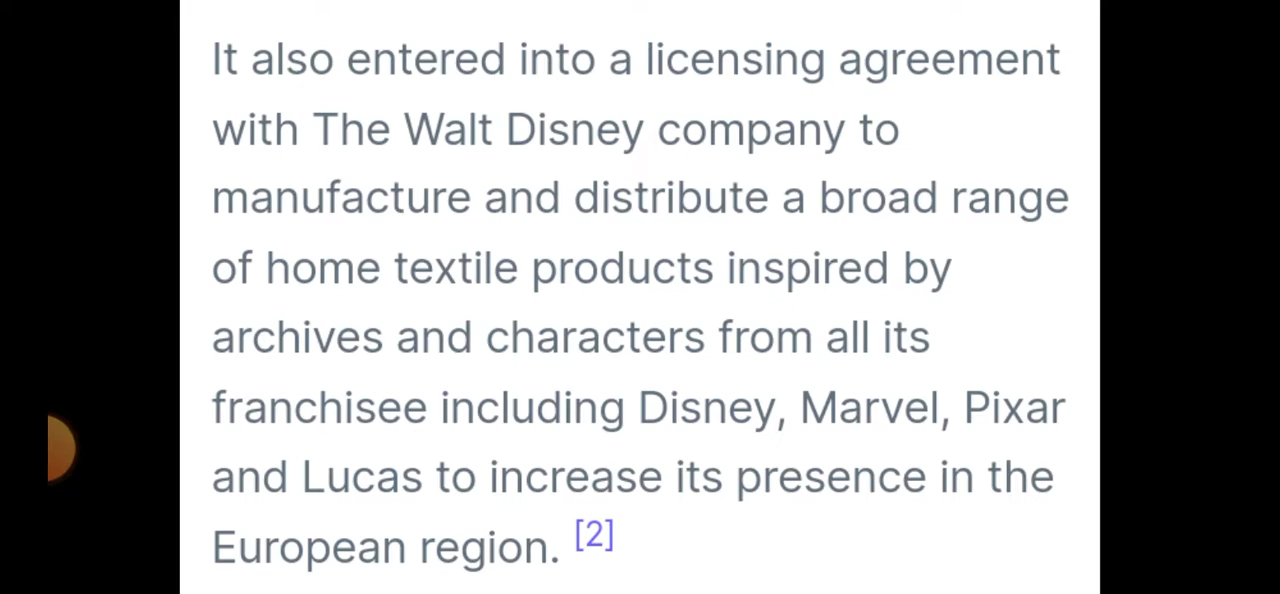 It also entered into a licensing agreement
with The Walt Disney company to
manufacture and distribute a broad range
of home textile products inspired by
archives and characters from all its
franchisee including Disney, Marvel, Pixar
and Lucas to increase its presence in the
European region. [2]